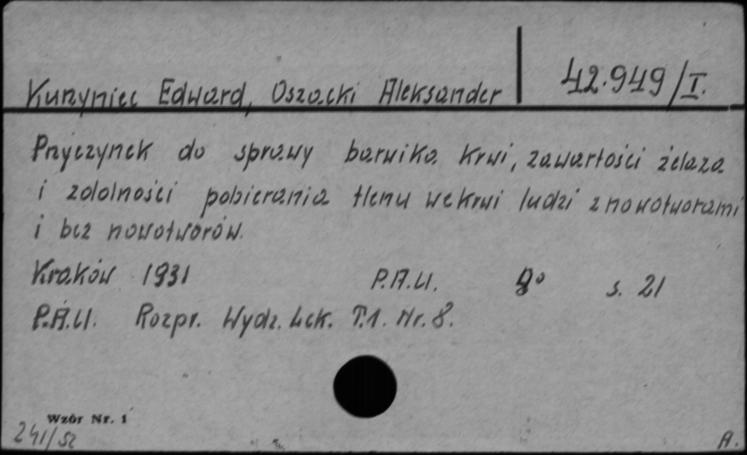 Kurzyniec Edward, Oszacki Aleksander 42.949/I.
Przyczynek do sprawy barwika krwi, zawartości żelaza
i zdolności pobierania tlenu we krwi ludzi z nowotworami
i bez nowotworów.
Kraków 1931 P.A.U. 8° s. 21
P.A.U. Rozpr. Wydz. Lek. T.1. Nr. 8.
Wzór Nr. 1
241/52 A.